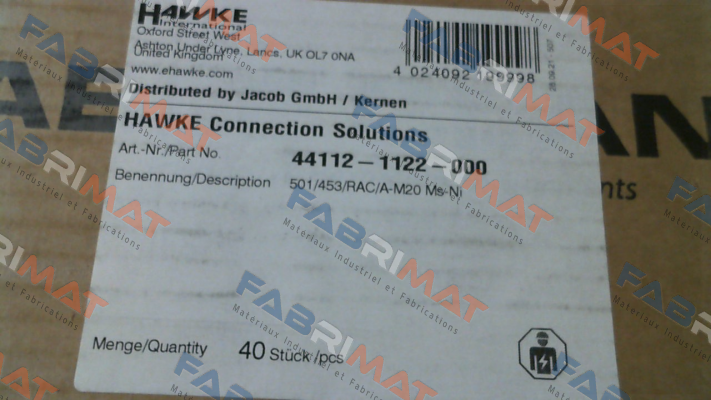 HAWKE
International
Oxford Street West
Ashton Under Lyne, Lancs. UK OL7 0NA
United Kingdom
www.ehawke.com
4 024092 109998
Distributed by Jacob GmbH / Kernen
HAWKE Connection Solutions
Art.-Nr./Part No. 44112-1122-000
Benennung/Description 501/453/RAC/A-M20 Ms-Ni
Menge/Quantity 40 Stück/pcs
FABRIMAT
Materiaux Industriel et Fabrications